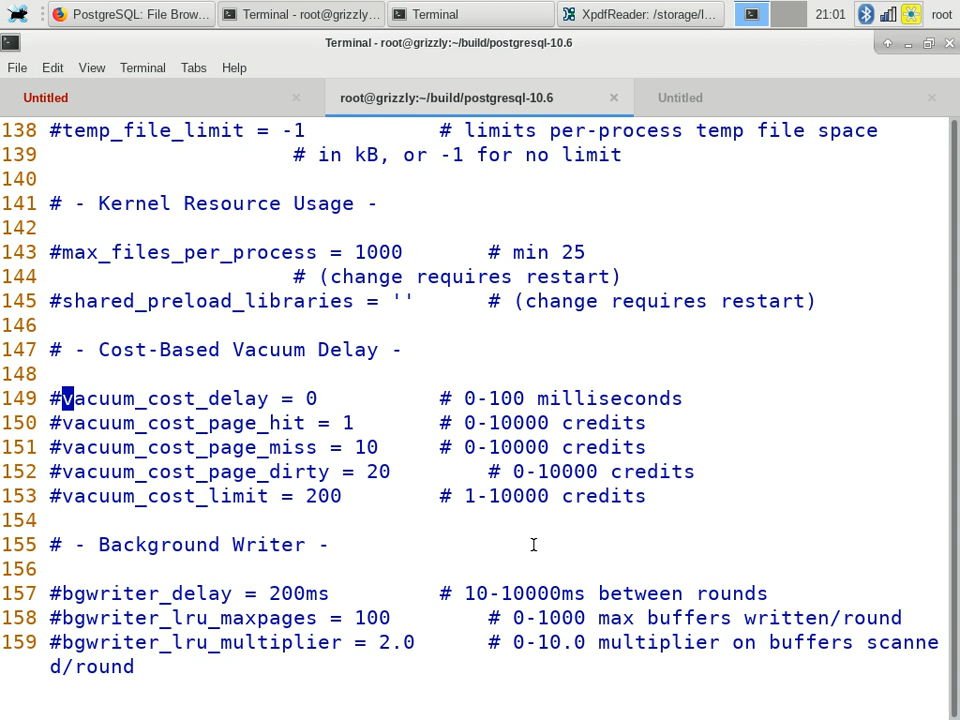 PostgreSQL: File Brow...
Terminal - root@grizzly:...
Terminal
XpdfReader: /storage/l...
21:01
root
Terminal - root@grizzly:~/build/postgresql-10.6
File Edit View Terminal Tabs Help
Untitled
root@grizzly:~/build/postgresql-10.6
Untitled
138 #temp_file_limit = -1 # limits per-process temp file space
139 # in kB, or -1 for no limit
140
141 # - Kernel Resource Usage -
142
143 #max_files_per_process = 1000 # min 25
144 # (change requires restart)
145 #shared_preload_libraries = '' # (change requires restart)
146
147 # - Cost-Based Vacuum Delay -
148
149 #vacuum_cost_delay = 0 # 0-100 milliseconds
150 #vacuum_cost_page_hit = 1 # 0-10000 credits
151 #vacuum_cost_page_miss = 10 # 0-10000 credits
152 #vacuum_cost_page_dirty = 20 # 0-10000 credits
153 #vacuum_cost_limit = 200 # 1-10000 credits
154
155 # - Background Writer -
156
157 #bgwriter_delay = 200ms # 10-10000ms between rounds
158 #bgwriter_lru_maxpages = 100 # 0-1000 max buffers written/round
159 #bgwriter_lru_multiplier = 2.0 # 0-10.0 multiplier on buffers scanne
d/round